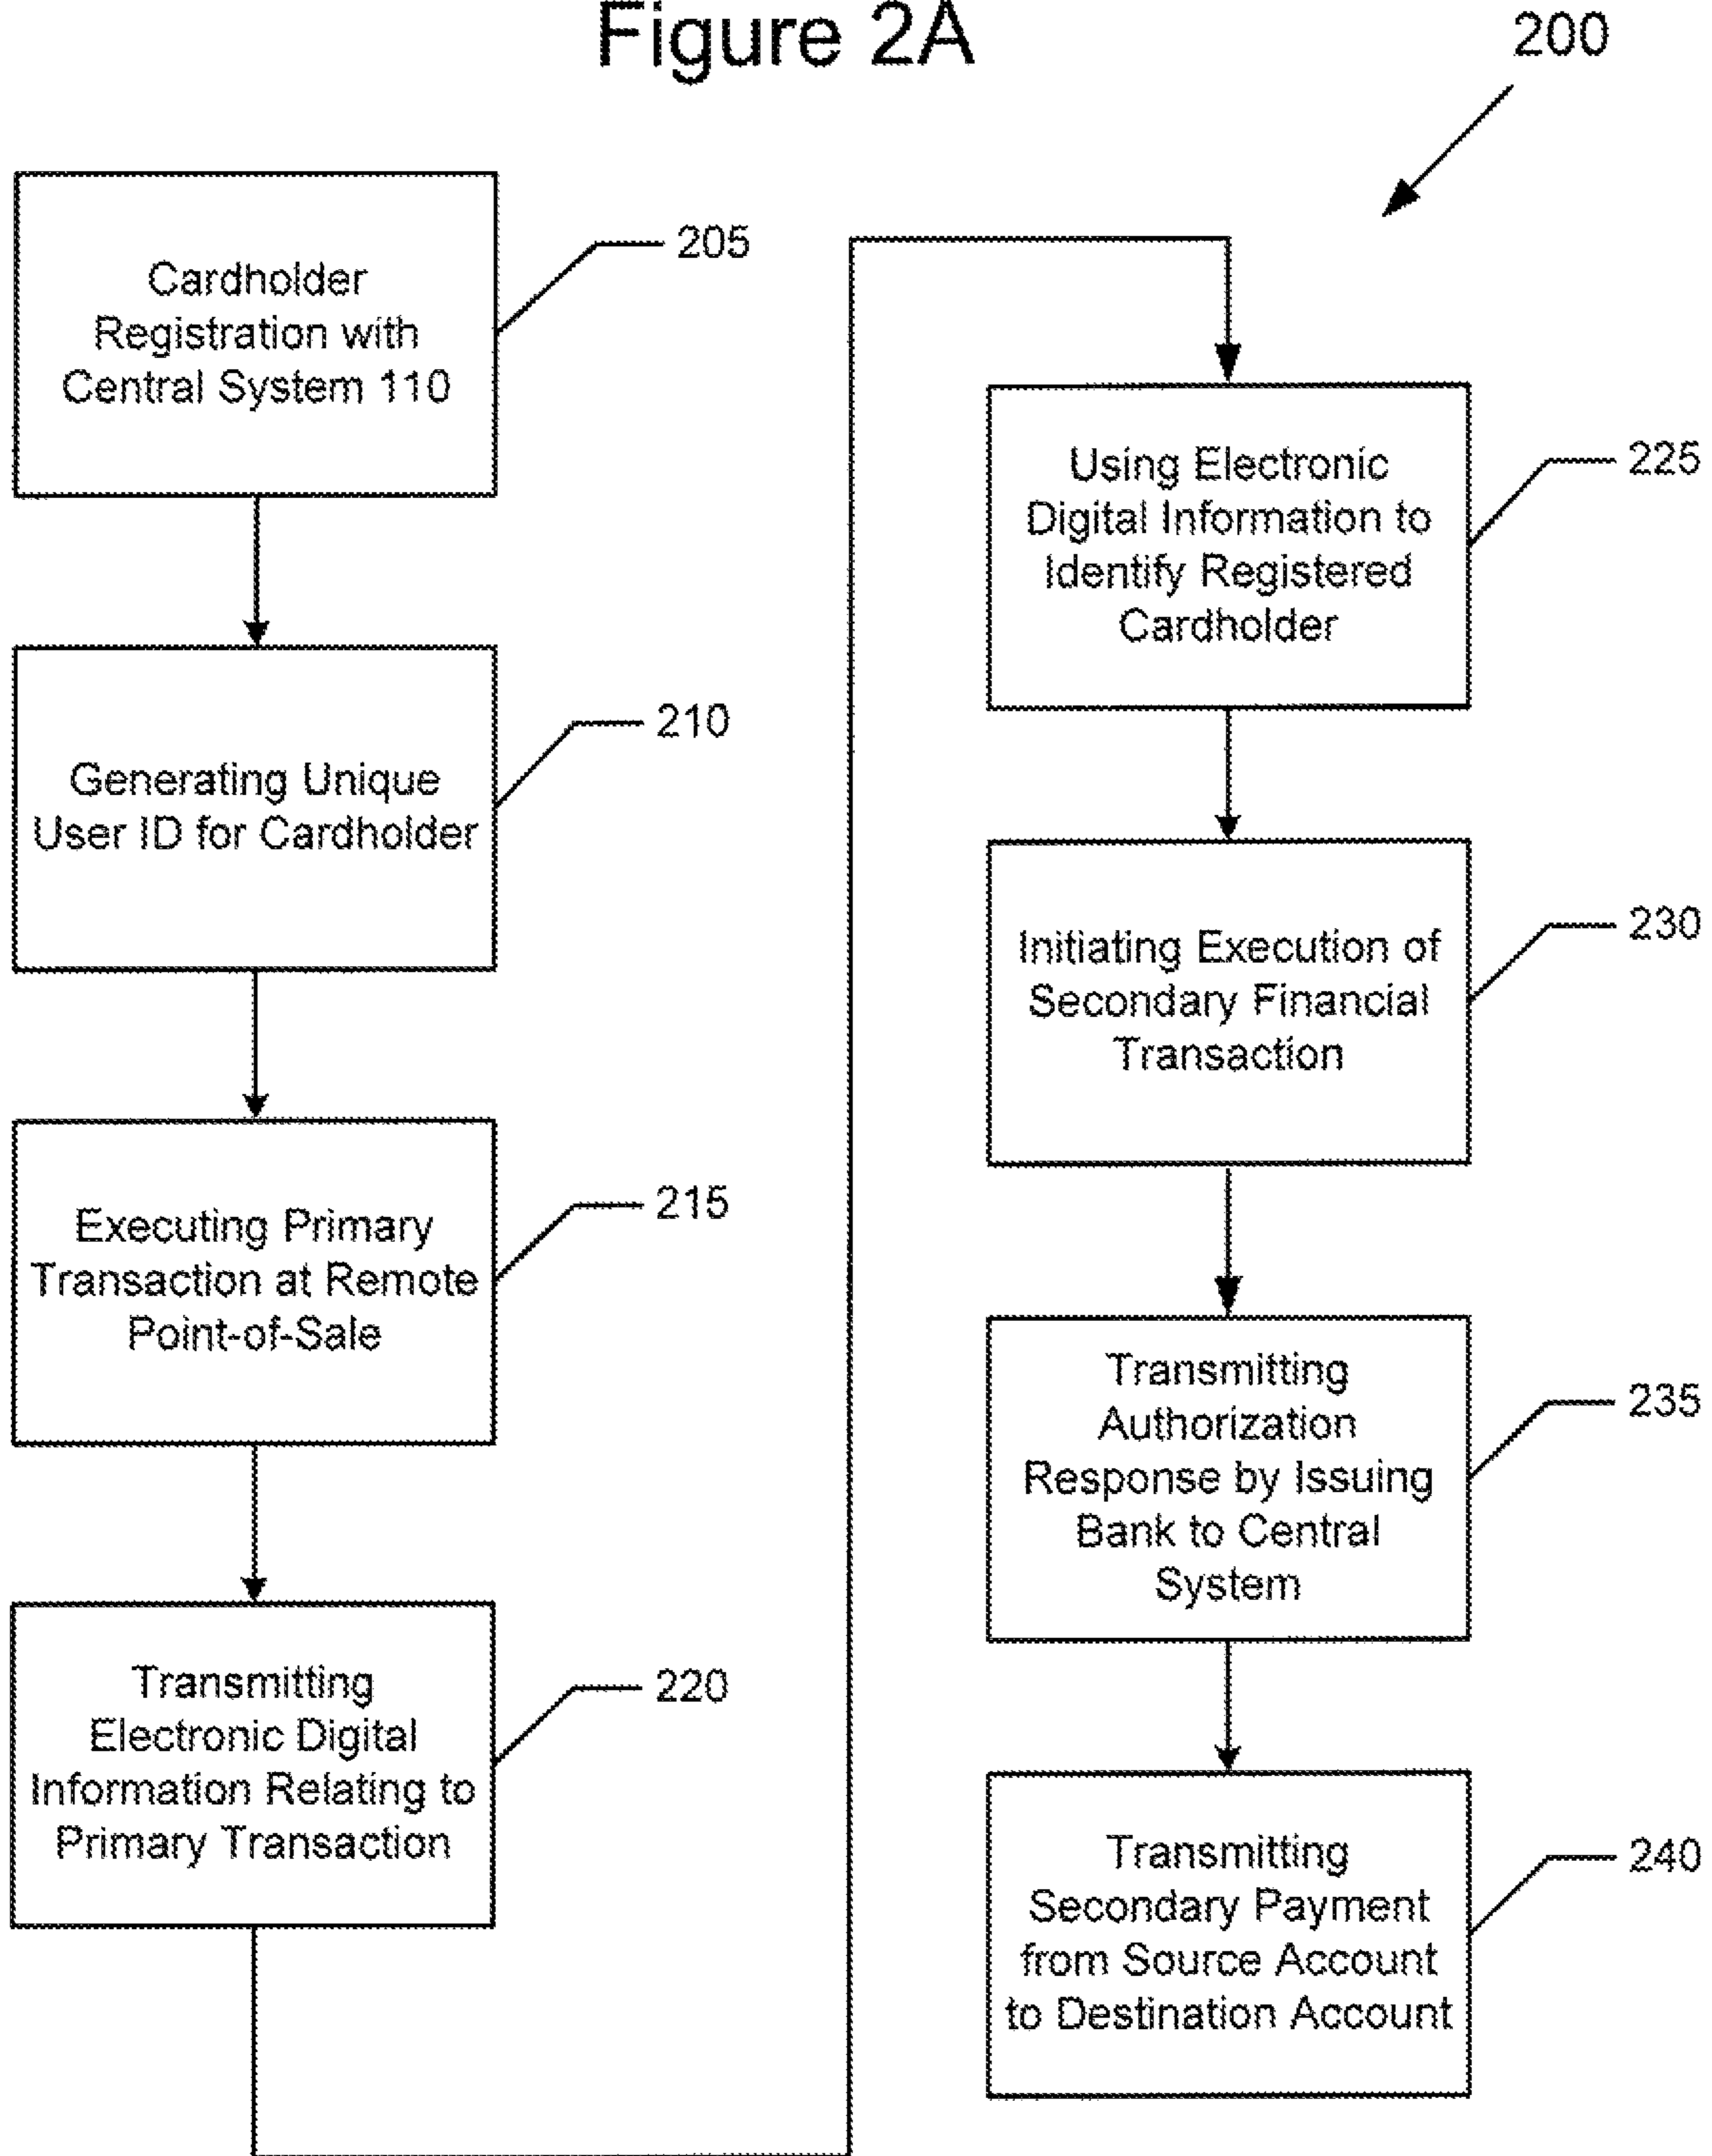 Figure 2A
200
Cardholder
Registration with
Central System 110
205
Generating Unique
User ID for Cardholder
210
Executing Primary
Transaction at Remote
Point-of-Sale
215
Transmitting
Electronic Digital
Information Relating to
Primary Transaction
220
Using Electronic
Digital Information to
Identify Registered
Cardholder
225
Initiating Execution of
Secondary Financial
Transaction
230
Transmitting
Authorization
Response by Issuing
Bank to Central
System
235
Transmitting
Secondary Payment
from Source Account
to Destination Account
240